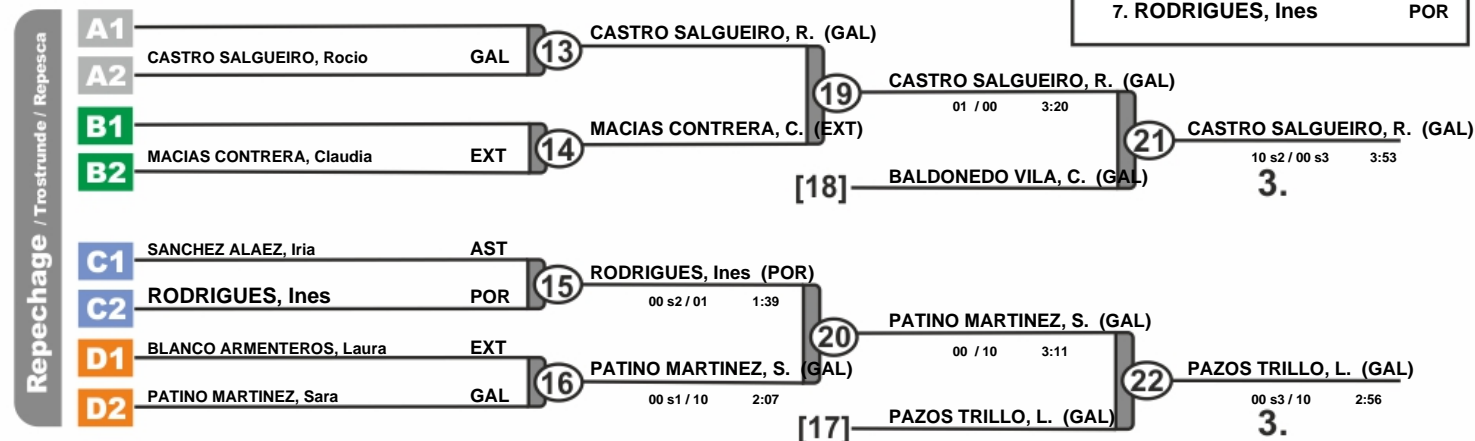 7. RODRIGUES, Ines POR
Repechage / Trostrunde / Repesca
A1
CASTRO SALGUEIRO, Rocio GAL
A2
13
CASTRO SALGUEIRO, R. (GAL)
B1
MACIAS CONTRERA, Claudia EXT
B2
14
MACIAS CONTRERA, C. (EXT)
19
CASTRO SALGUEIRO, R. (GAL)
01 / 00 3:20
[18]
BALDONEDO VILA, C. (GAL)
21
CASTRO SALGUEIRO, R. (GAL)
10 s2 / 00 s3 3:53
3.
C1
SANCHEZ ALAEZ, Iria AST
C2
RODRIGUES, Ines POR
15
RODRIGUES, Ines (POR)
00 s2 / 01 1:39
D1
BLANCO ARMENTEROS, Laura EXT
D2
PATINO MARTINEZ, Sara GAL
16
PATINO MARTINEZ, S. (GAL)
00 s1 / 10 2:07
20
PATINO MARTINEZ, S. (GAL)
00 / 10 3:11
[17]
PAZOS TRILLO, L. (GAL)
22
PAZOS TRILLO, L. (GAL)
00 s3 / 10 2:56
3.